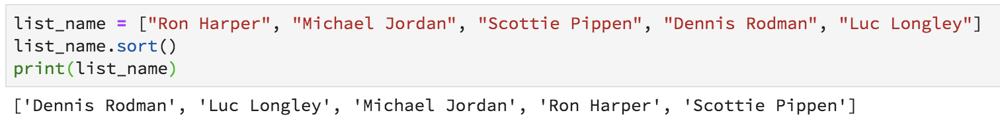 list_name = ["Ron Harper", "Michael Jordan", "Scottie Pippen", "Dennis Rodman", "Luc Longley"]
list_name.sort()
print(list_name)
['Dennis Rodman', 'Luc Longley', 'Michael Jordan', 'Ron Harper', 'Scottie Pippen']